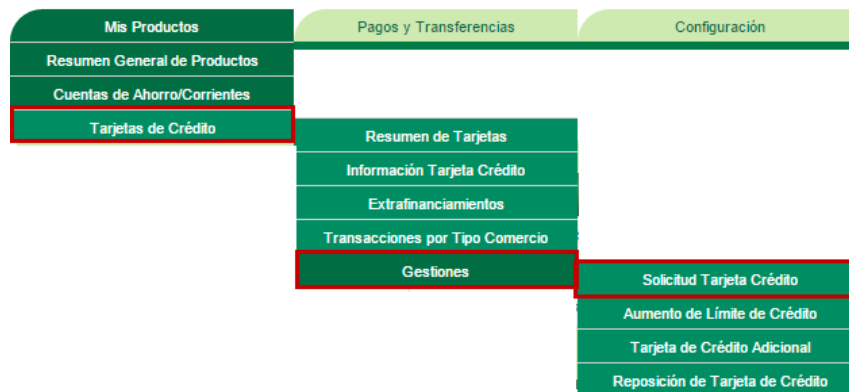 Mis Productos
Pagos y Transferencias
Configuración
Resumen General de Productos
Cuentas de Ahorro/Corrientes
Tarjetas de Crédito
Resumen de Tarjetas
Información Tarjeta Crédito
Extrafinanciamientos
Transacciones por Tipo Comercio
Gestiones
Solicitud Tarjeta Crédito
Aumento de Límite de Crédito
Tarjeta de Crédito Adicional
Reposición de Tarjeta de Crédito